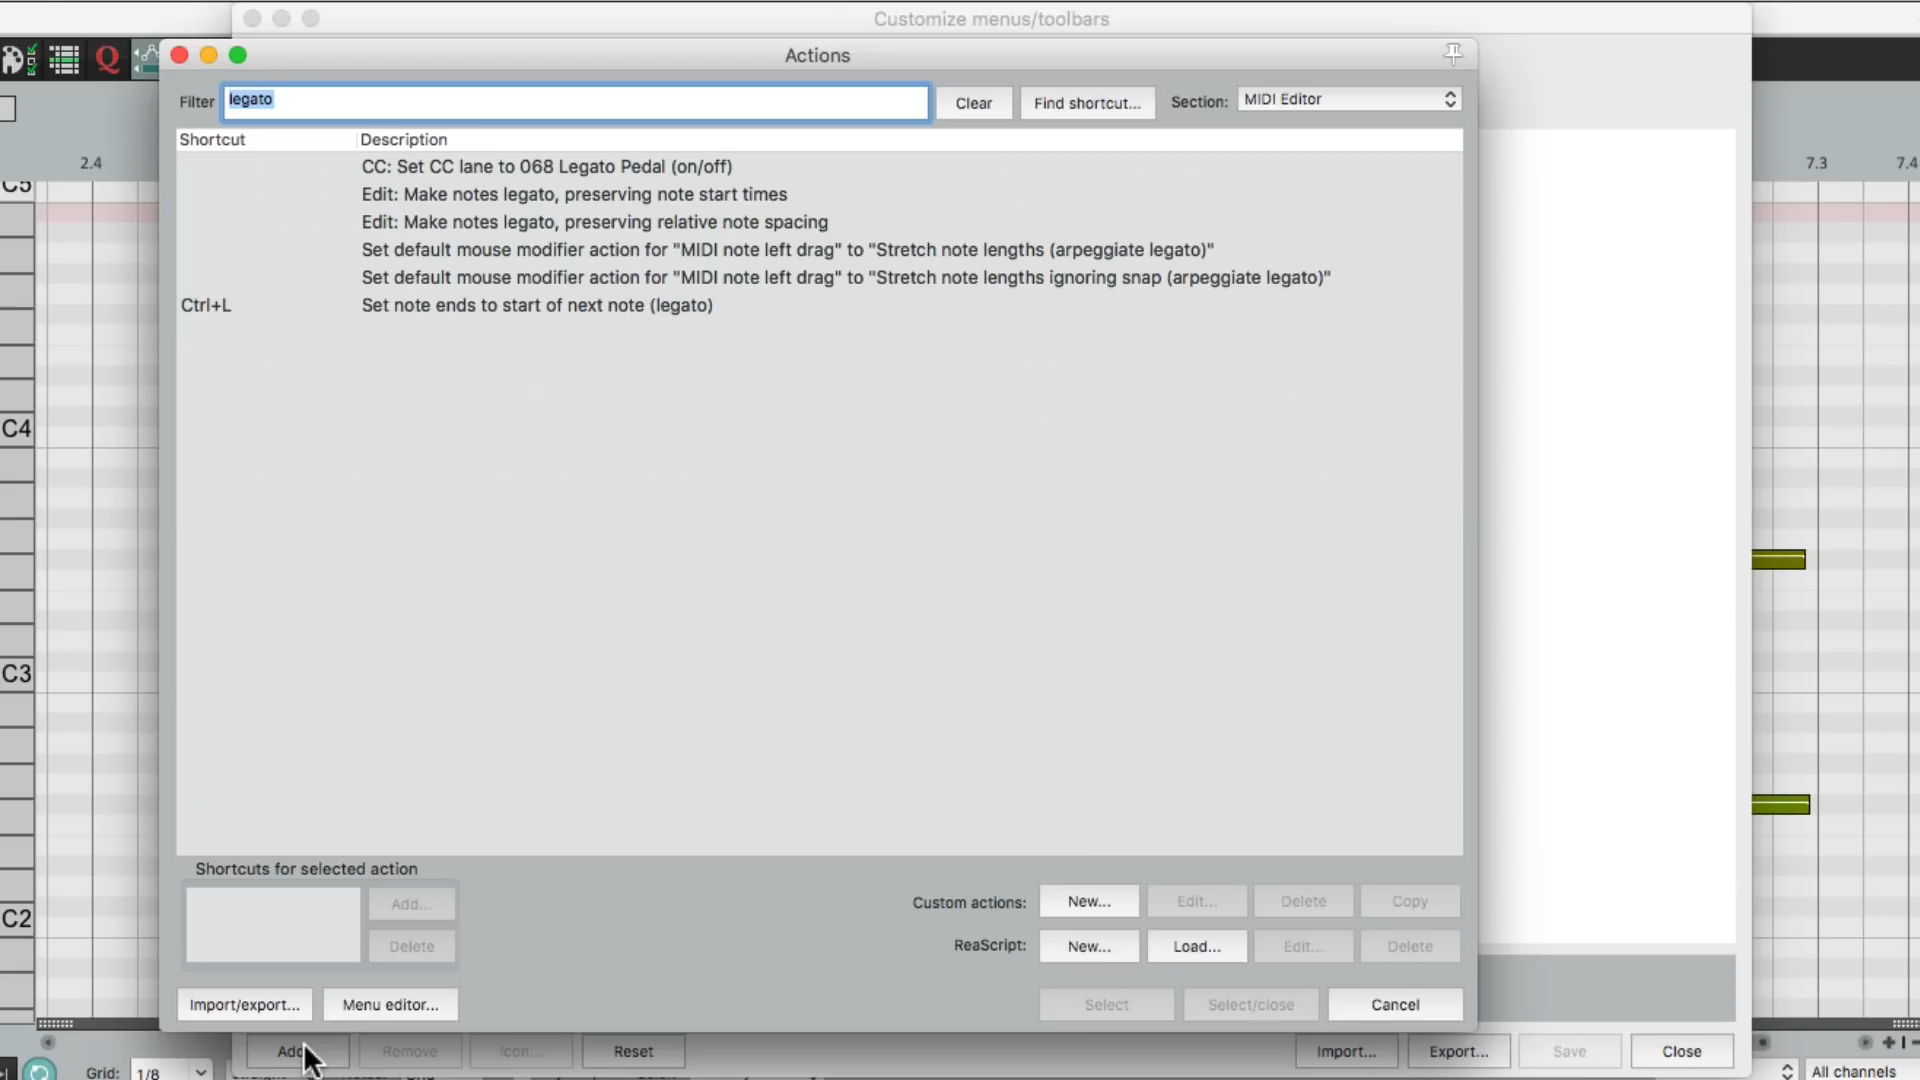 Customize menus/toolbars
Actions
Q
Filter legato Clear Find shortcut... Section: MIDI Editor
Shortcut Description
2.4 7.3 7.4
C5
CC: Set CC lane to 068 Legato Pedal (on/off)
Edit: Make notes legato, preserving note start times
Edit: Make notes legato, preserving relative note spacing
Set default mouse modifier action for "MIDI note left drag" to "Stretch note lengths (arpeggiate legato)"
Set default mouse modifier action for "MIDI note left drag" to "Stretch note lengths ignoring snap (arpeggiate legato)"
Ctrl+L Set note ends to start of next note (legato)
C4
C3
C2
Shortcuts for selected action
Add...
Delete
Custom actions: New... Edit... Delete Copy
ReaScript: New... Load... Edit... Delete
Import/export... Menu editor... Select Select/close Cancel
Add Remove Icon... Reset Import... Export... Save Close
Grid: 1/8 All channels